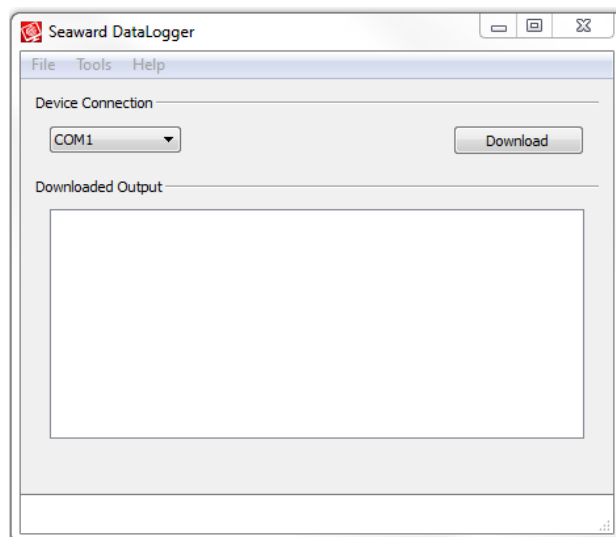 Seaward DataLogger
File Tools Help
Device Connection
COM1 Download
Downloaded Output